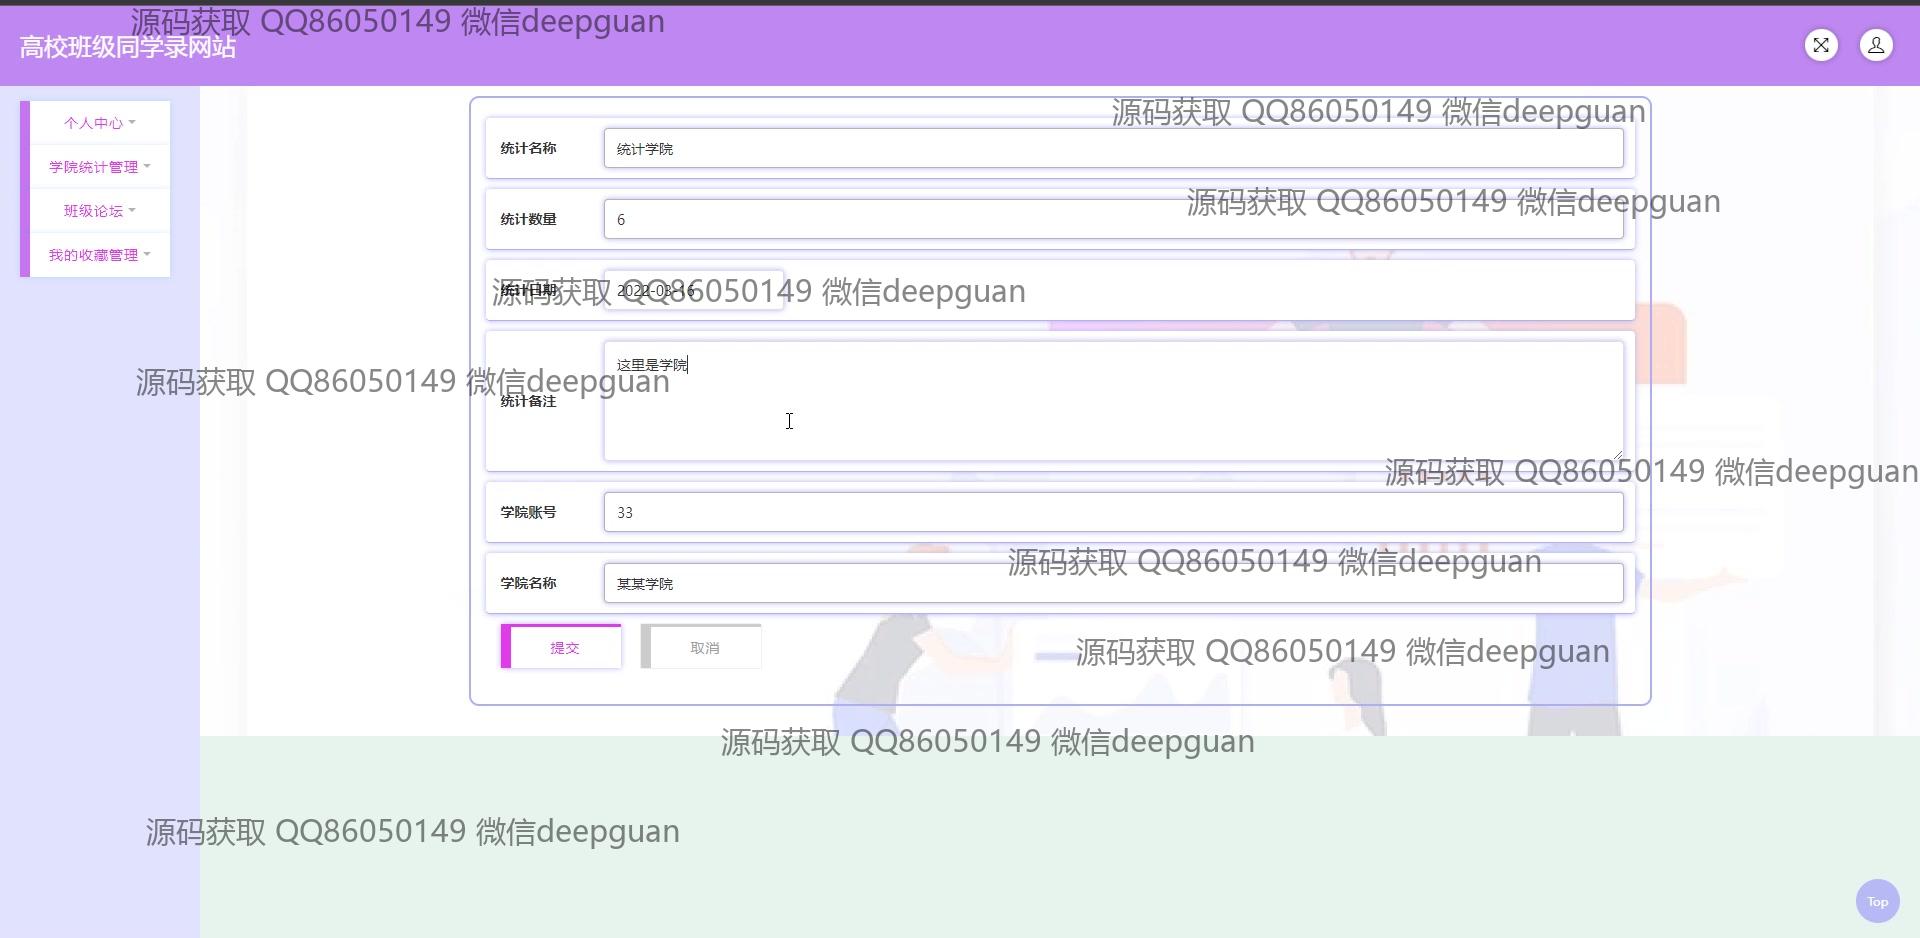 源码获取 QQ86050149 微信deepguan
高校班级同学录网站
个人中心
学院统计管理
班级论坛
我的收藏管理
源码获取 QQ86050149 微信deepguan
统计名称 统计学院
源码获取 QQ86050149 微信deepguan
统计数量 6
统计日期 2022-03-16
源码获取 QQ86050149 微信deepguan
这里是学院
源码获取 QQ86050149 微信deepguan
统计备注
源码获取 QQ86050149 微信deepguan
学院账号 33
源码获取 QQ86050149 微信deepguan
学院名称 某某学院
提交 取消
源码获取 QQ86050149 微信deepguan
源码获取 QQ86050149 微信deepguan
源码获取 QQ86050149 微信deepguan
Top